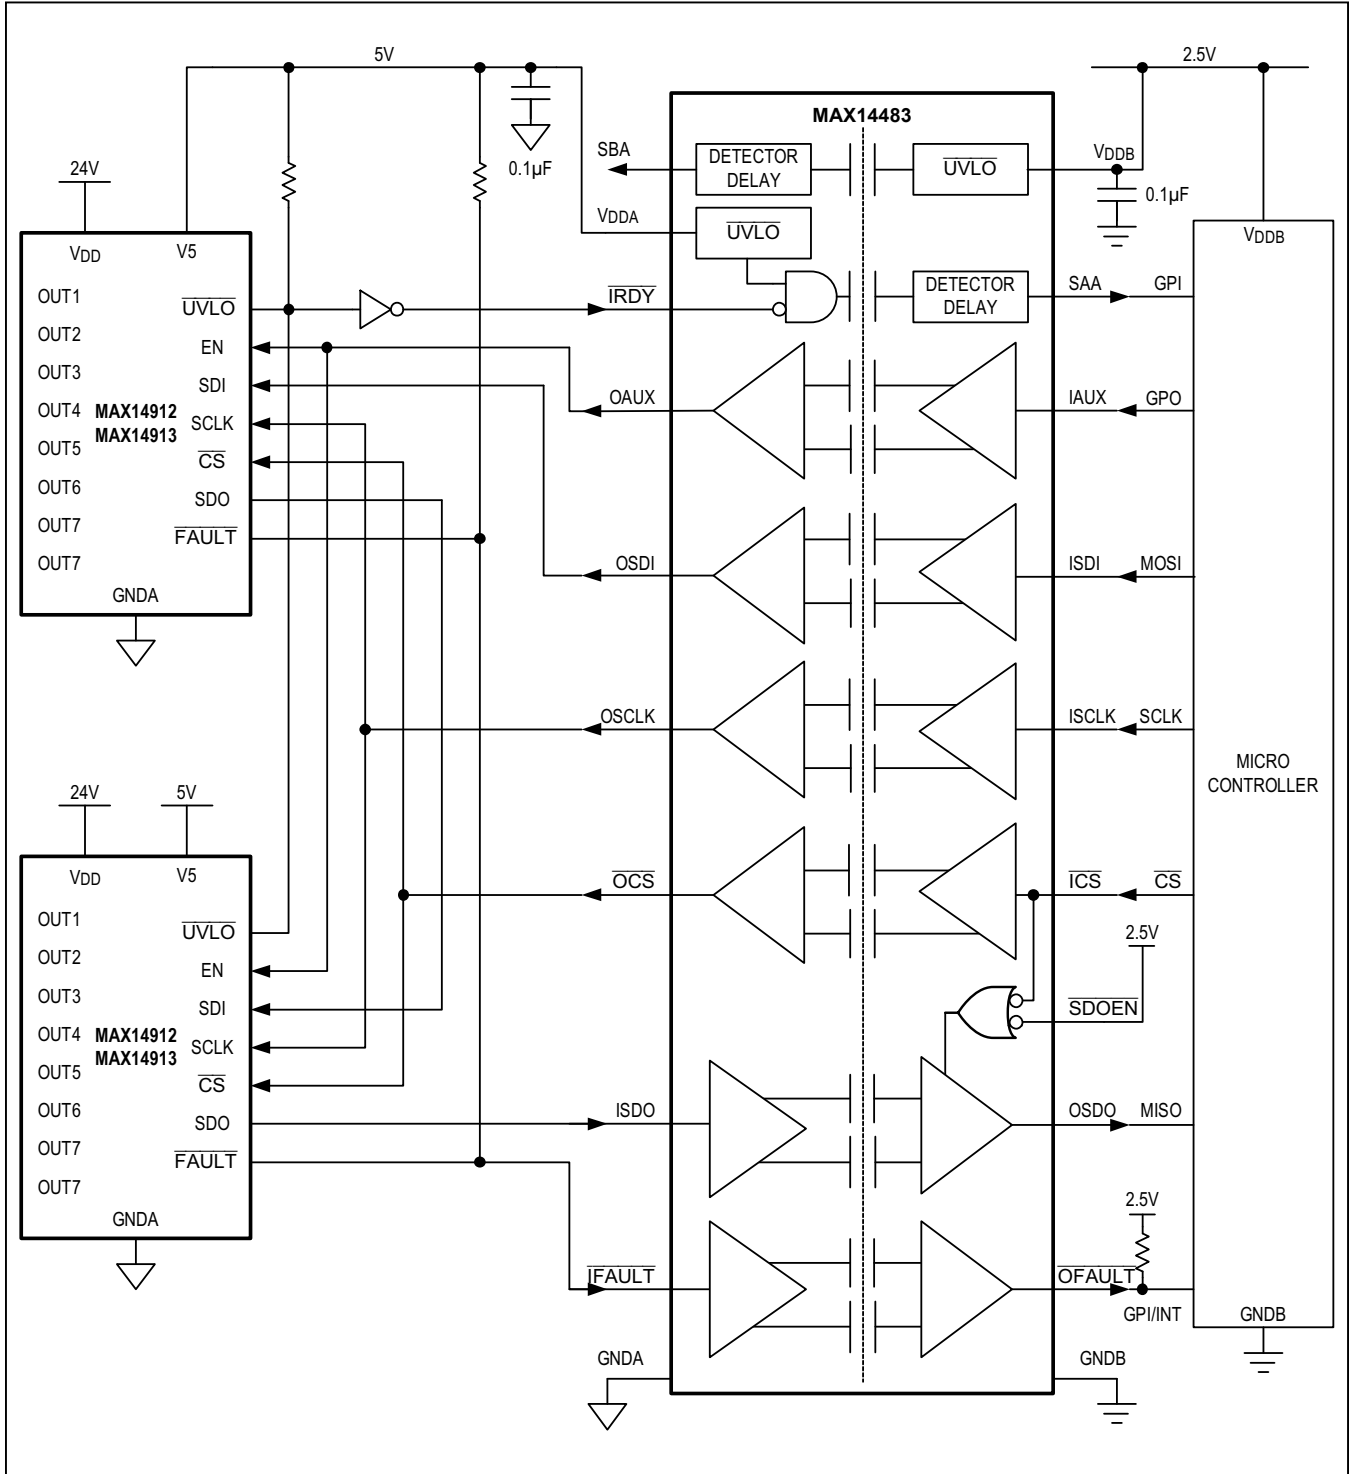 5V
2.5V
MAX14483
SBA
DETECTOR
DELAY
UVLO
VDDB
0.1µF
0.1µF
24V
VDDA
UVLO
VDD
V5
VDDB
OUT1
UVLO
IRDY
DETECTOR
DELAY
SAA
GPI
OUT2
EN
OUT3
SDI
OUT4
MAX14912
MAX14913
SCLK
OAUX
IAUX
GPO
OUT5
CS
OUT6
SDO
OUT7
FAULT
OUT7
OSDI
ISDI
MOSI
GNDA
OSCLK
ISCLK
SCLK
MICRO
CONTROLLER
24V
5V
VDD
V5
OCS
ICS
CS
OUT1
UVLO
2.5V
OUT2
EN
OUT3
SDI
SDOEN
OUT4
MAX14912
MAX14913
SCLK
OUT5
CS
OUT6
SDO
ISDO
OSDO
MISO
OUT7
FAULT
OUT7
2.5V
GNDA
IFAULT
OFAULT
GPI/INT
GNDB
GNDA
GNDB